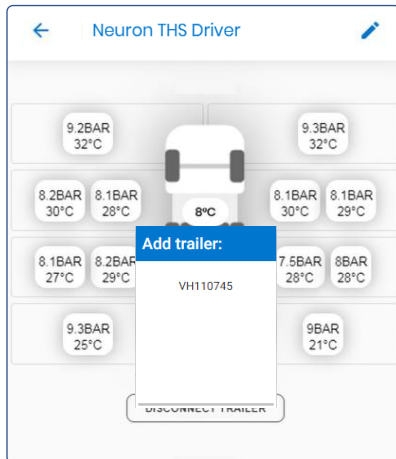 Neuron THS Driver
9.2BAR
32°C
9.3BAR
32°C
8.2BAR 8.1BAR
30°C 28°C
8°C
8.1BAR 8.1BAR
30°C 29°C
Add trailer:
8.1BAR 8.2BAR
27°C 29°C
VH110745
7.5BAR 8BAR
28°C 28°C
9.3BAR
25°C
9BAR
21°C
DISCONNECT TRAILER